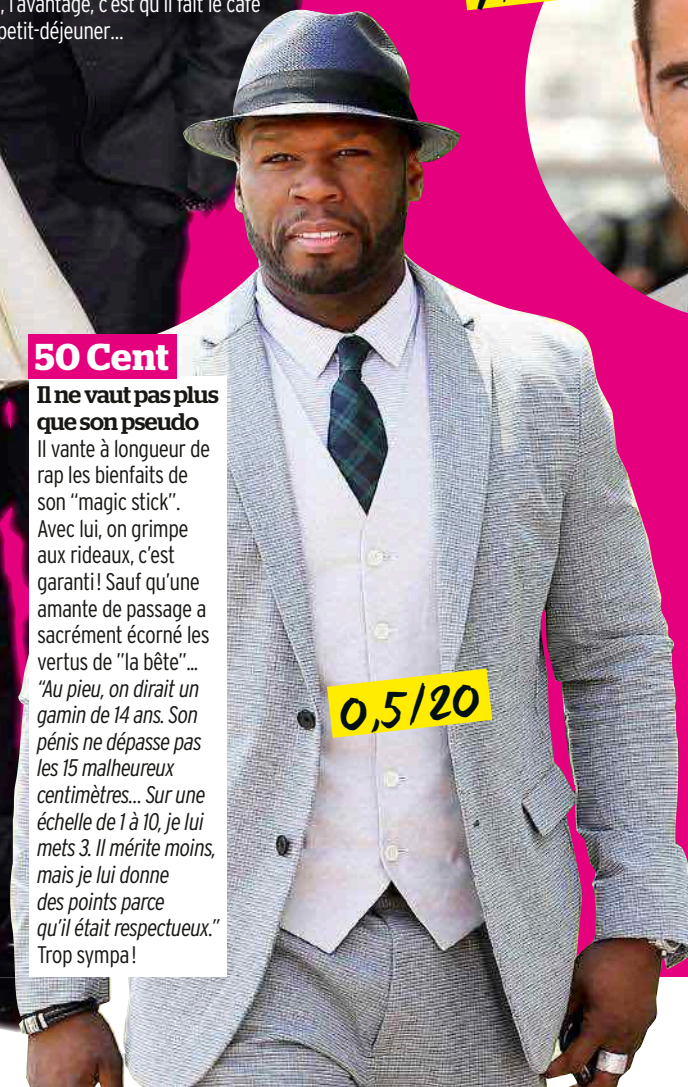 , l'avantage, c'est qu'il fait le café
petit-déjeuner…
50 Cent
Il ne vaut pas plus
que son pseudo
Il vante à longueur de
rap les bienfaits de
son “magic stick”.
Avec lui, on grimpe
aux rideaux, c'est
garanti ! Sauf qu'une
amante de passage a
sacrément écorné les
vertus de ”la bête”…
“Au pieu, on dirait un
gamin de 14 ans. Son
pénis ne dépasse pas
les 15 malheureux
centimètres… Sur une
échelle de 1 à 10, je lui
mets 3. Il mérite moins,
mais je lui donne
des points parce
qu'il était respectueux.”
Trop sympa !
0,5/20